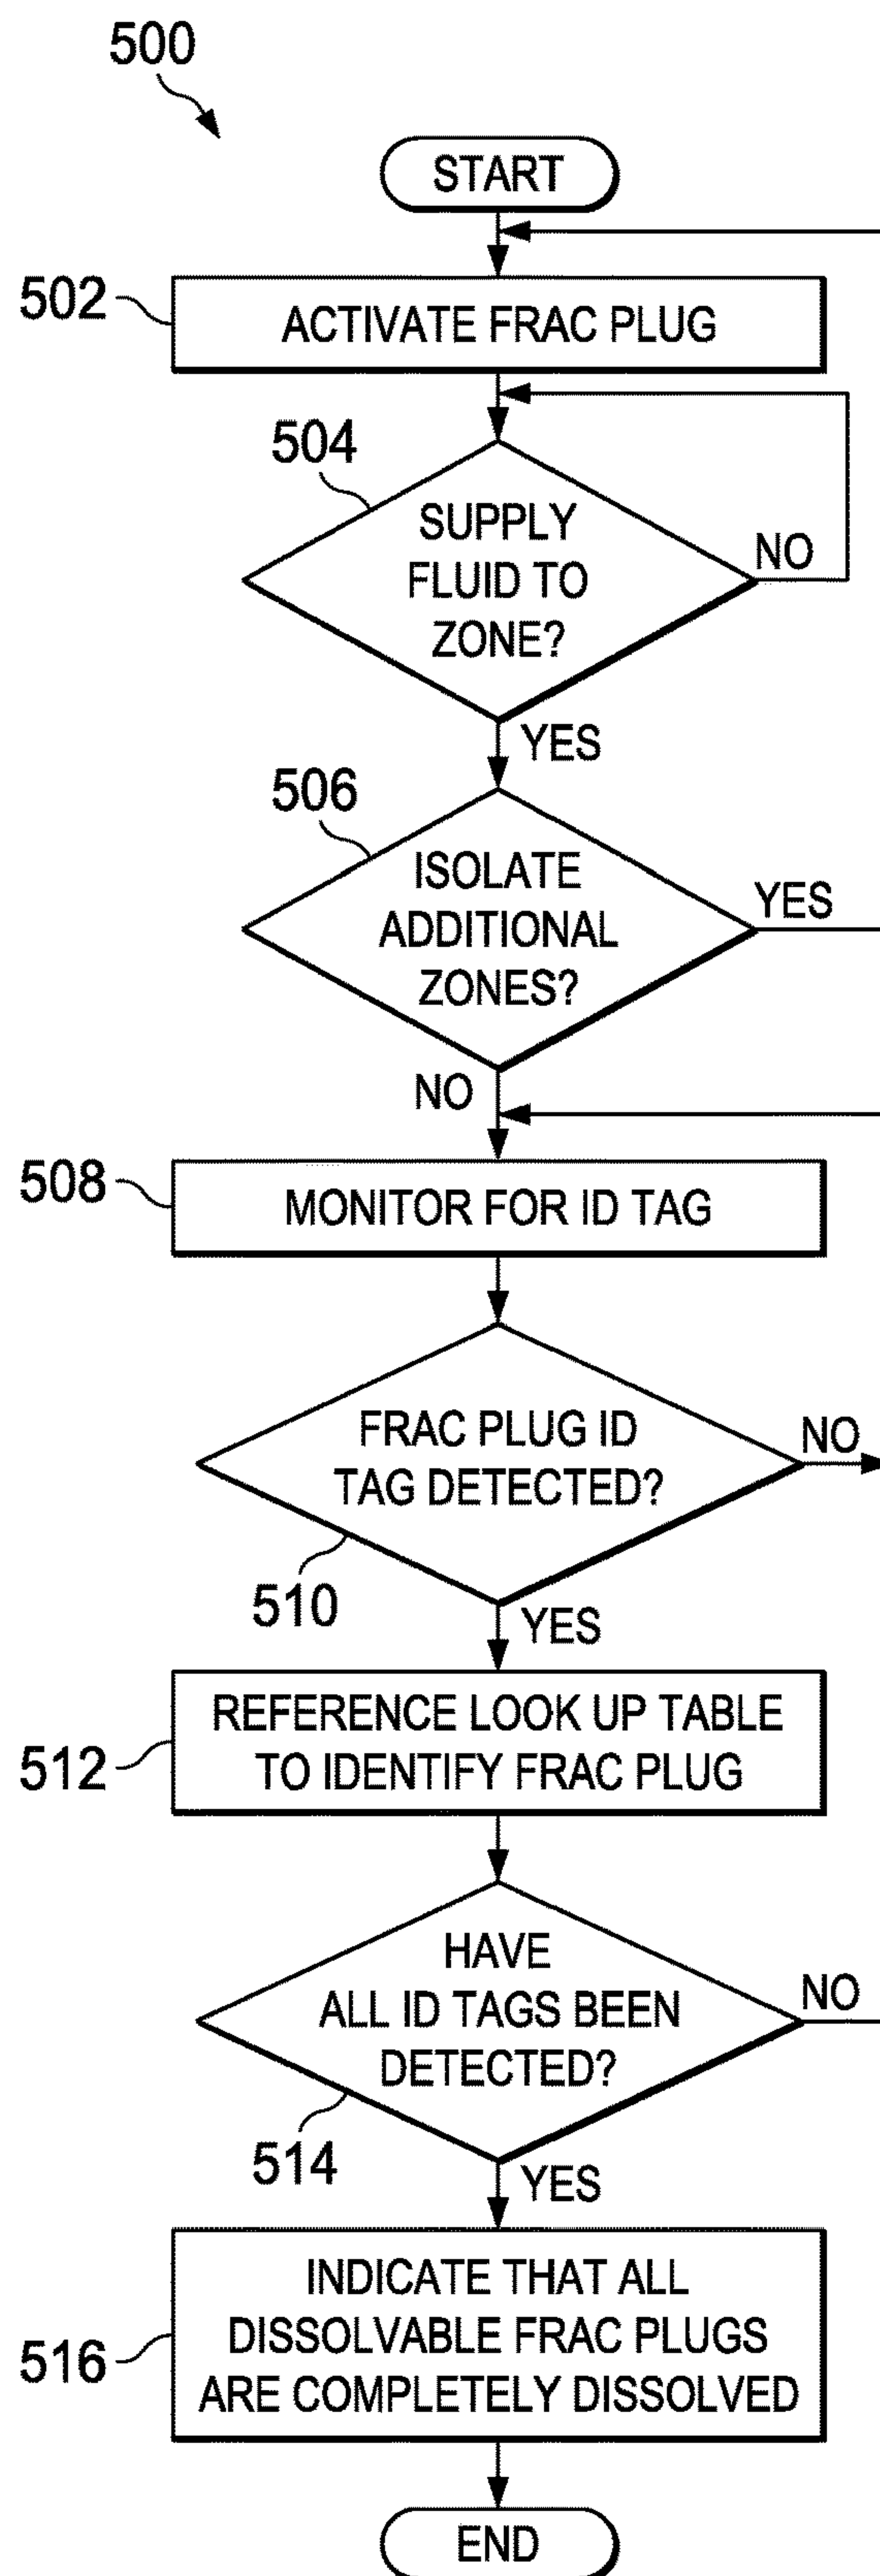 500
START
502
ACTIVATE FRAC PLUG
504
SUPPLY
FLUID TO
ZONE?
NO
YES
506
ISOLATE
ADDITIONAL
ZONES?
YES
NO
508
MONITOR FOR ID TAG
FRAC PLUG ID
TAG DETECTED?
NO
510
YES
REFERENCE LOOK UP TABLE
TO IDENTIFY FRAC PLUG
512
HAVE
ALL ID TAGS BEEN
DETECTED?
NO
514
YES
INDICATE THAT ALL
DISSOLVABLE FRAC PLUGS
ARE COMPLETELY DISSOLVED
516
END